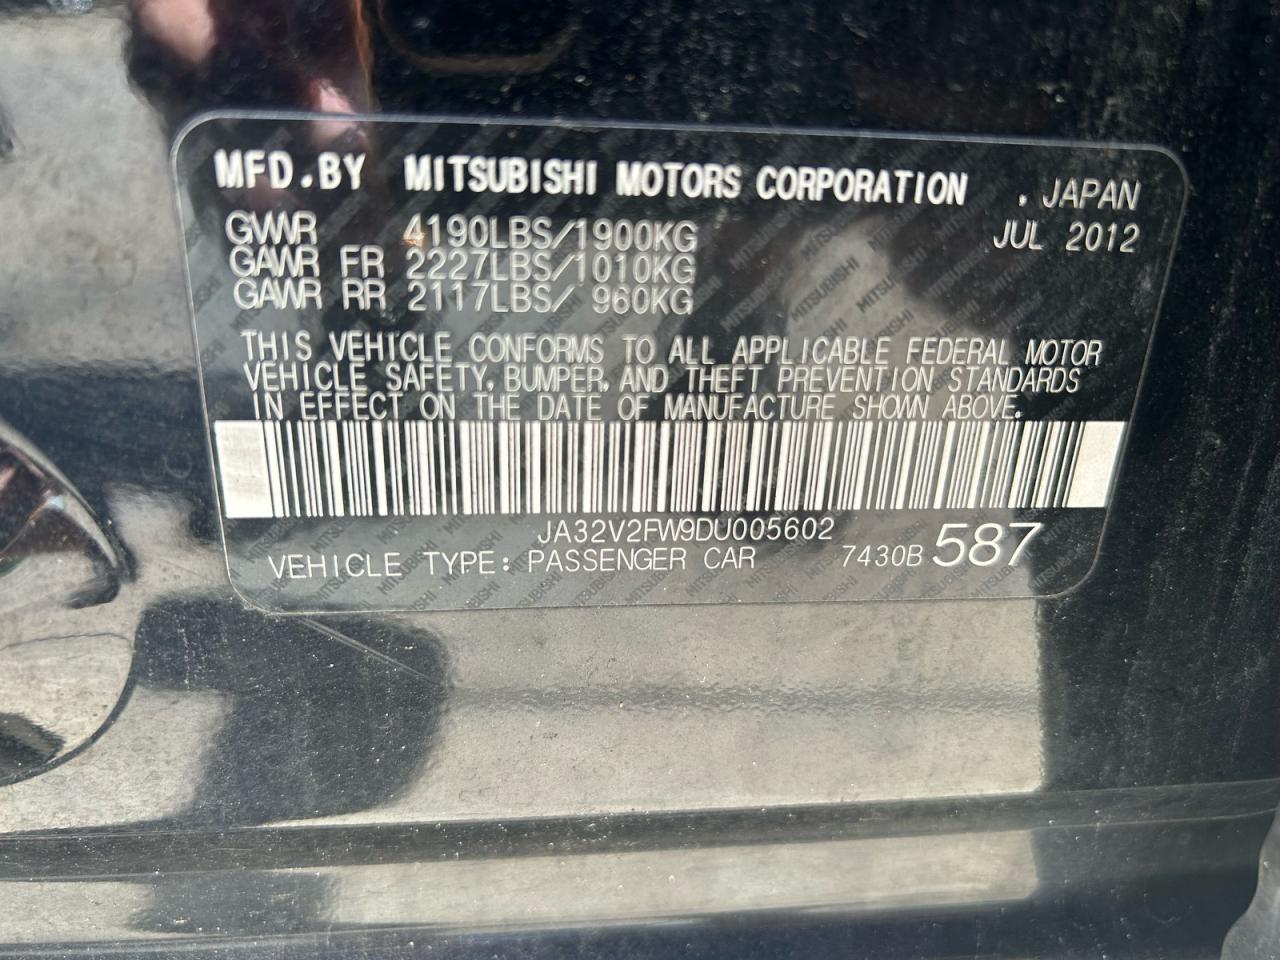 MFD.BY MITSUBISHI MOTORS CORPORATION . JAPAN
JUL 2012
GVWR 4190LBS/1900KG
GAWR FR 2227LBS/1010KG
GAWR RR 2117LBS/ 960KG
THIS VEHICLE CONFORMS TO ALL APPLICABLE FEDERAL MOTOR
VEHICLE SAFETY, BUMPER, AND THEFT PREVENTION STANDARDS
IN EFFECT ON THE DATE OF MANUFACTURE SHOWN ABOVE.
JA32V2FW9DU005602
VEHICLE TYPE: PASSENGER CAR 7430B 587